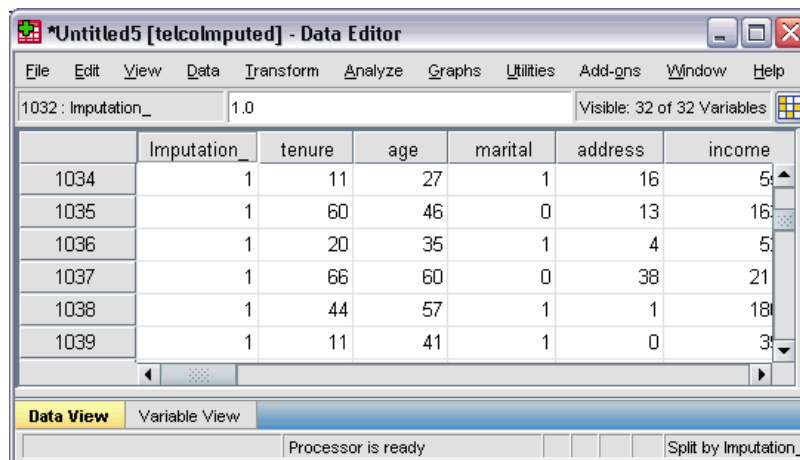 *Untitled5 [telcoImputed] - Data Editor
File Edit View Data Transform Analyze Graphs Utilities Add-ons Window Help
1032 : Imputation_ 1.0 Visible: 32 of 32 Variables
Imputation_ tenure age marital address income
1034 1 11 27 1 16
1035 1 60 46 0 13
1036 1 20 35 1 4
1037 1 66 60 0 38
1038 1 44 57 1 1
1039 1 11 41 1 0
Data View Variable View
Processor is ready Split by Imputation_